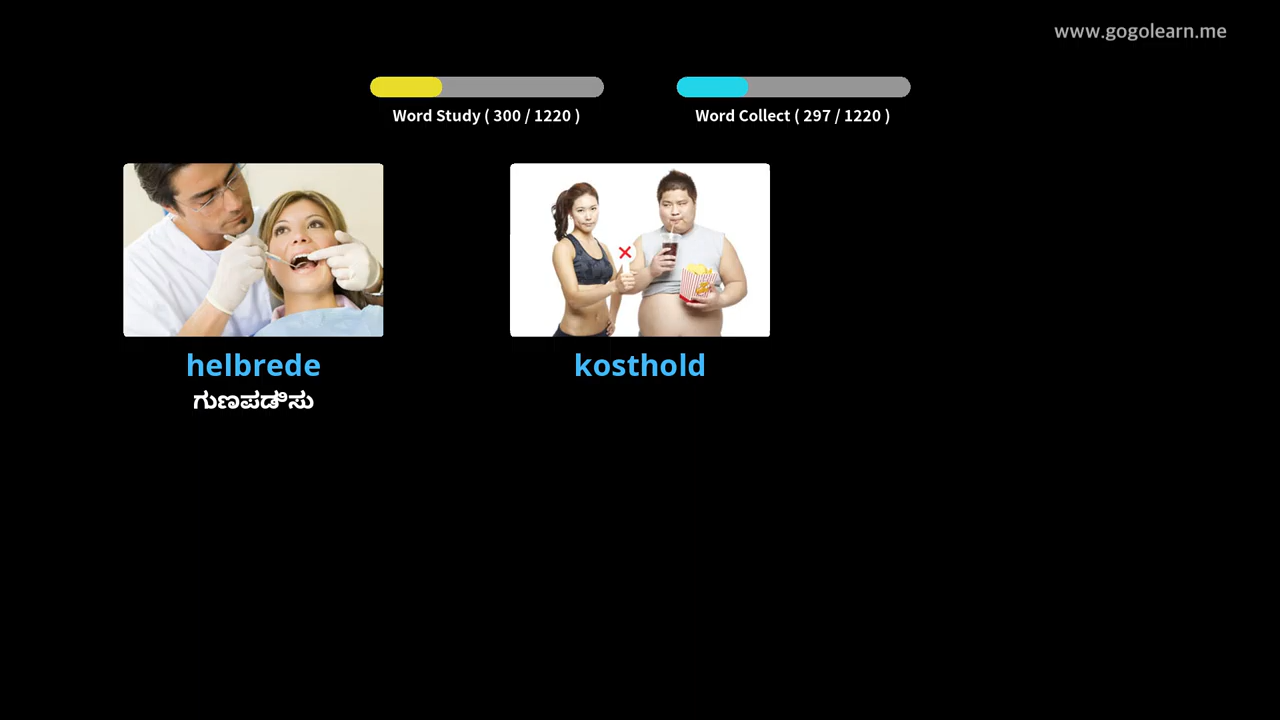 www.gogolearn.me
Word Study ( 300 / 1220 )
Word Collect ( 297 / 1220 )
helbrede
kosthold
ಗುಣಪಡಿಸು